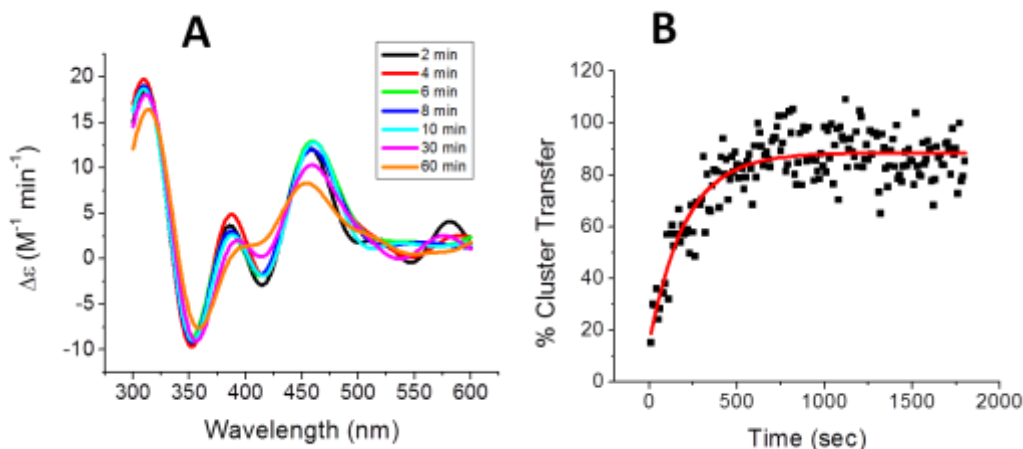 A
2 min
4 min
6 min
8 min
10 min
30 min
60 min
20
15
10
5
0
-5
-10
Δε (M⁻¹ min⁻¹)
300 350 400 450 500 550 600
Wavelength (nm)
B
120
100
80
60
40
20
0
% Cluster Transfer
0 500 1000 1500 2000
Time (sec)